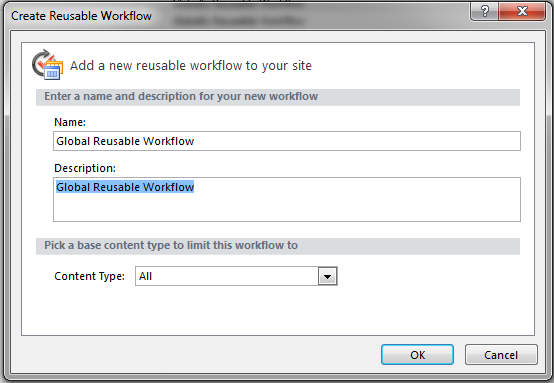 Create Reusable Workflow
Add a new reusable workflow to your site
Enter a name and description for your new workflow
Name:
Global Reusable Workflow
Description:
Global Reusable Workflow
Pick a base content type to limit this workflow to
Content Type: All
OK Cancel